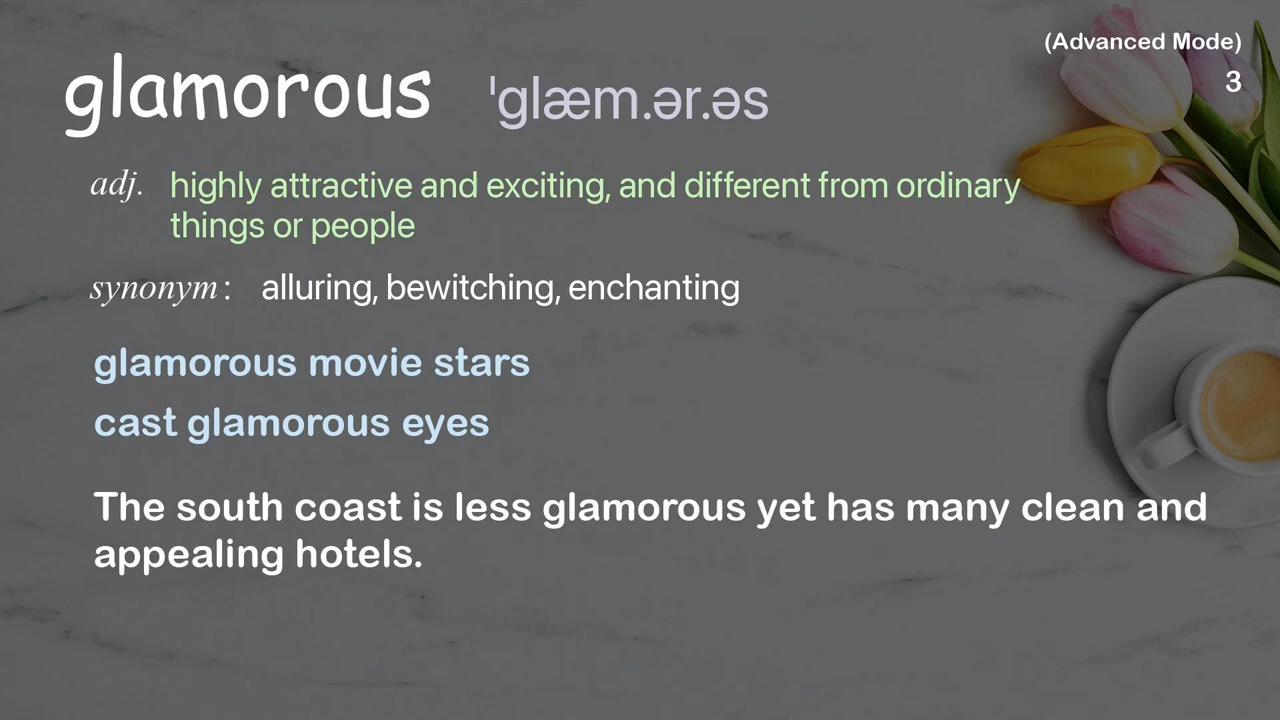 (Advanced Mode)
3
glamorous ˈɡlæm.ər.əs
adj. highly attractive and exciting, and different from ordinary
things or people
synonym: alluring, bewitching, enchanting
glamorous movie stars
cast glamorous eyes
The south coast is less glamorous yet has many clean and
appealing hotels.